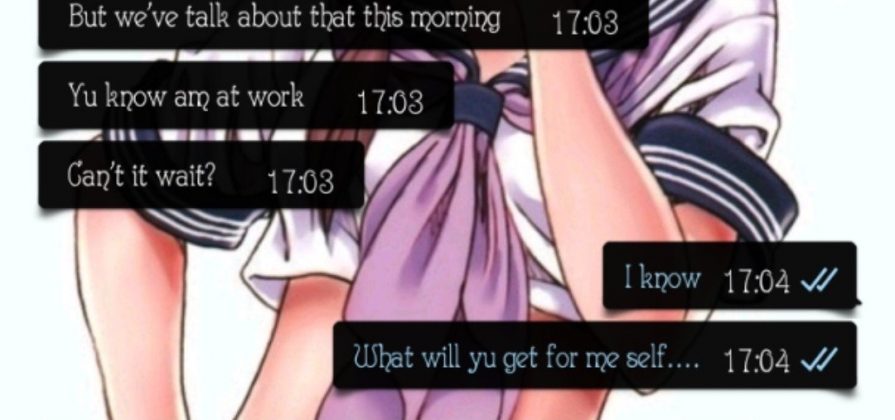 But we've talk about that this morning 17:03
Yu know am at work 17:03
Can't it wait? 17:03
I know 17:04
What will yu get for me self.... 17:04